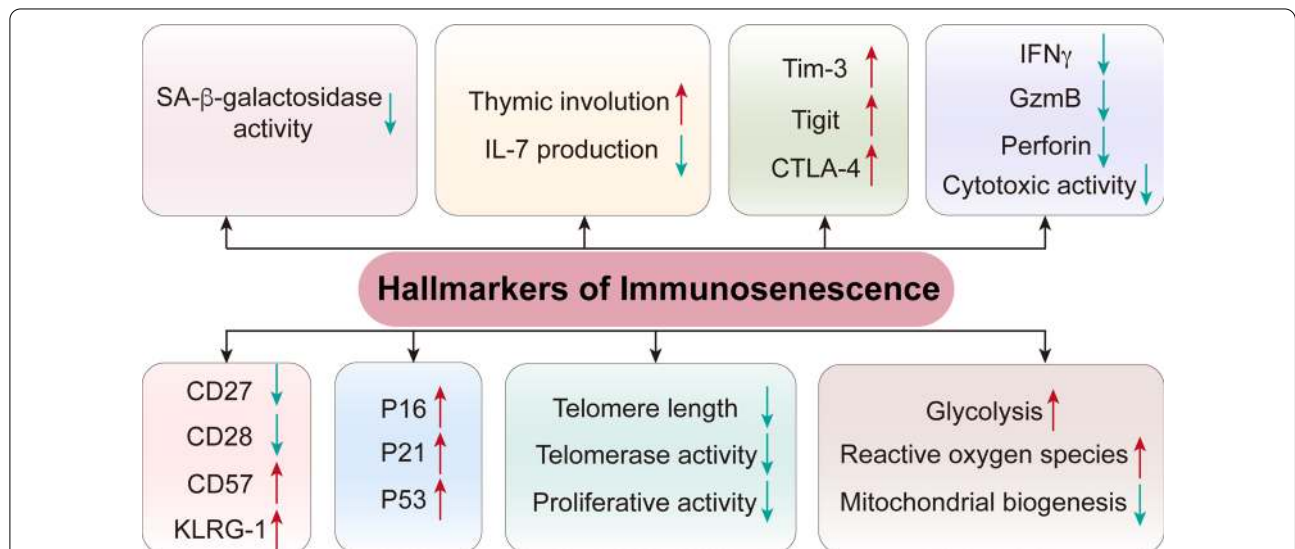 SA-β-galactosidase
activity
Thymic involution
IL-7 production
Tim-3
Tigit
CTLA-4
IFNγ
GzmB
Perforin
Cytotoxic activity
Hallmarkers of Immunosenescence
CD27
CD28
CD57
KLRG-1
P16
P21
P53
Telomere length
Telomerase activity
Proliferative activity
Glycolysis
Reactive oxygen species
Mitochondrial biogenesis